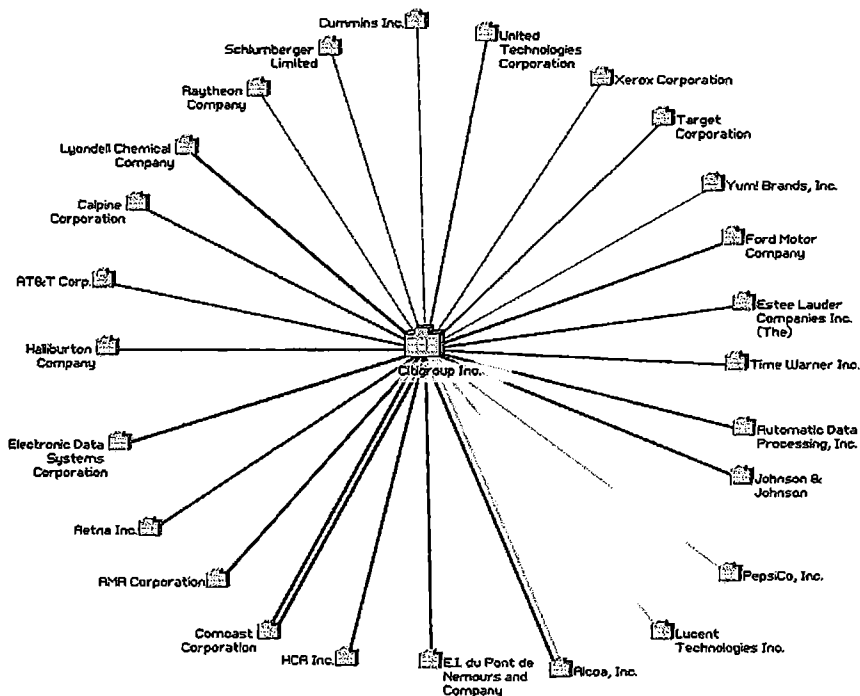 Cummins Inc.
United
Technologies
Corporation
Schlumberger
Limited
Xerox Corporation
Raytheon
Company
Target
Corporation
Lyondell Chemical
Company
Yum! Brands, Inc.
Calpine
Corporation
Ford Motor
Company
AT&T Corp.
Estee Lauder
Companies Inc.
(The)
Halliburton
Company
Time Warner Inc.
Citigroup Inc.
Electronic Data
Systems
Corporation
Automatic Data
Processing, Inc.
Johnson &
Johnson
Aetna Inc.
AMR Corporation
PepsiCo, Inc.
Comcast
Corporation
HCA Inc.
E.I. du Pont de
Nemours and
Company
Alcoa, Inc.
Lucent
Technologies Inc.